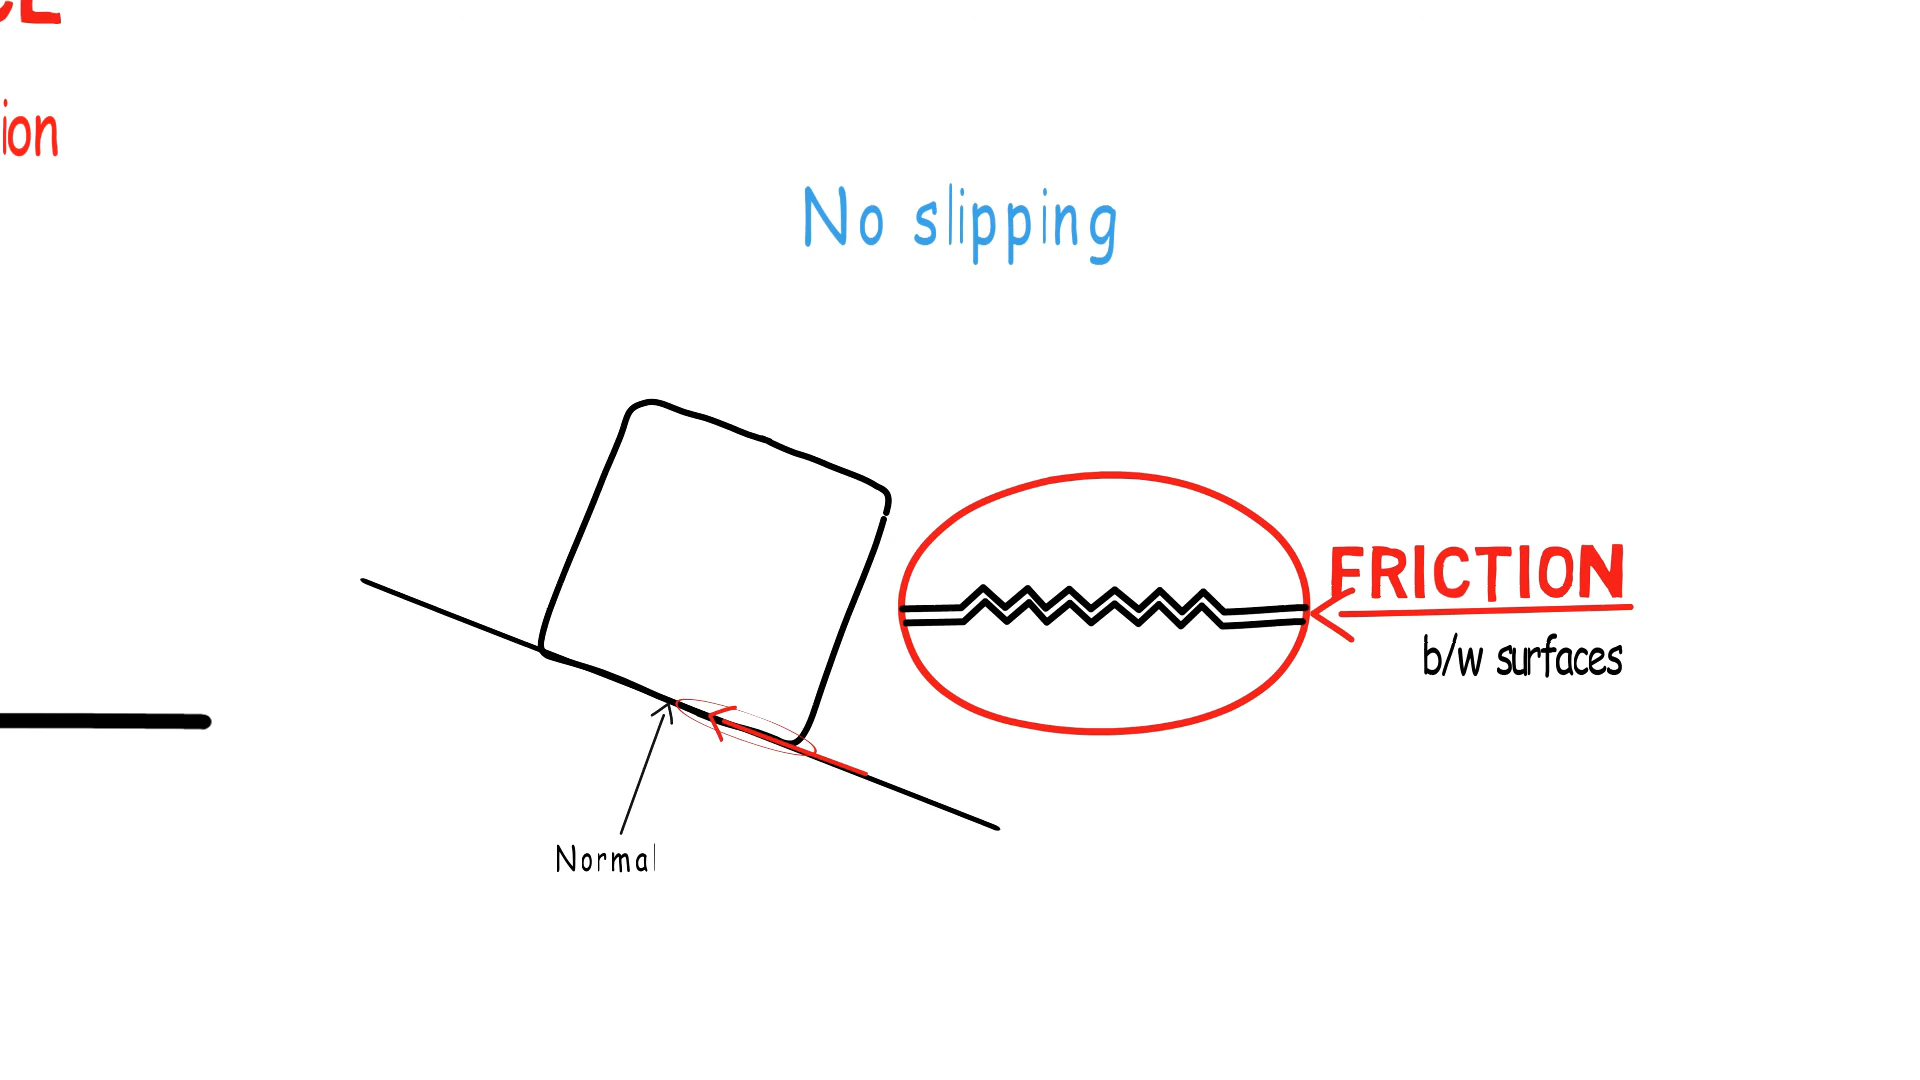 ion
No slipping
FRICTION
b/w surfaces
Normal